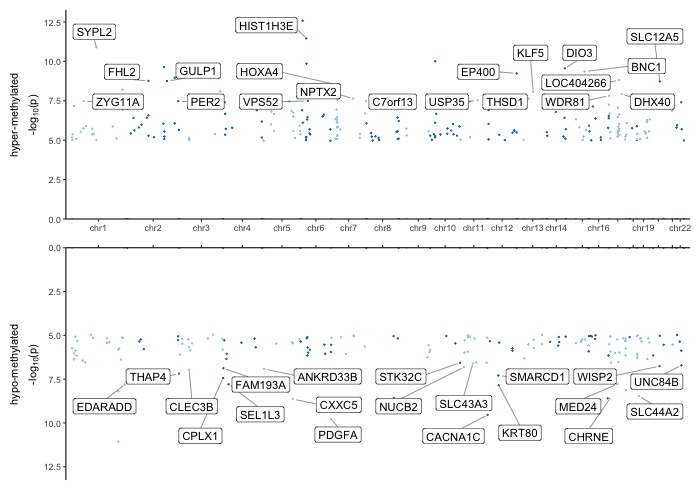 12.5
10.0
7.5
5.0
2.5
0.0
hyper-methylated
-log10(p)
SYPL2
FHL2
GULP1
ZYG11A
PER2
HIST1H3E
HOXA4
NPTX2
VPS52
C7orf13
EP400
USP35
THSD1
KLF5
DIO3
SLC12A5
BNC1
LOC404266
WDR81
DHX40
chr1 chr2 chr3 chr4 chr5 chr6 chr7 chr8 chr9 chr10 chr11 chr12 chr13 chr14 chr16 chr19 chr22
0.0
2.5
5.0
7.5
10.0
12.5
hypo-methylated
-log10(p)
THAP4
EDARADD
CLEC3B
CPLX1
FAM193A
SEL1L3
ANKRD33B
CXXC5
PDGFA
STK32C
NUCB2
SLC43A3
CACNA1C
SMARCD1
KRT80
WISP2
MED24
CHRNE
UNC84B
SLC44A2